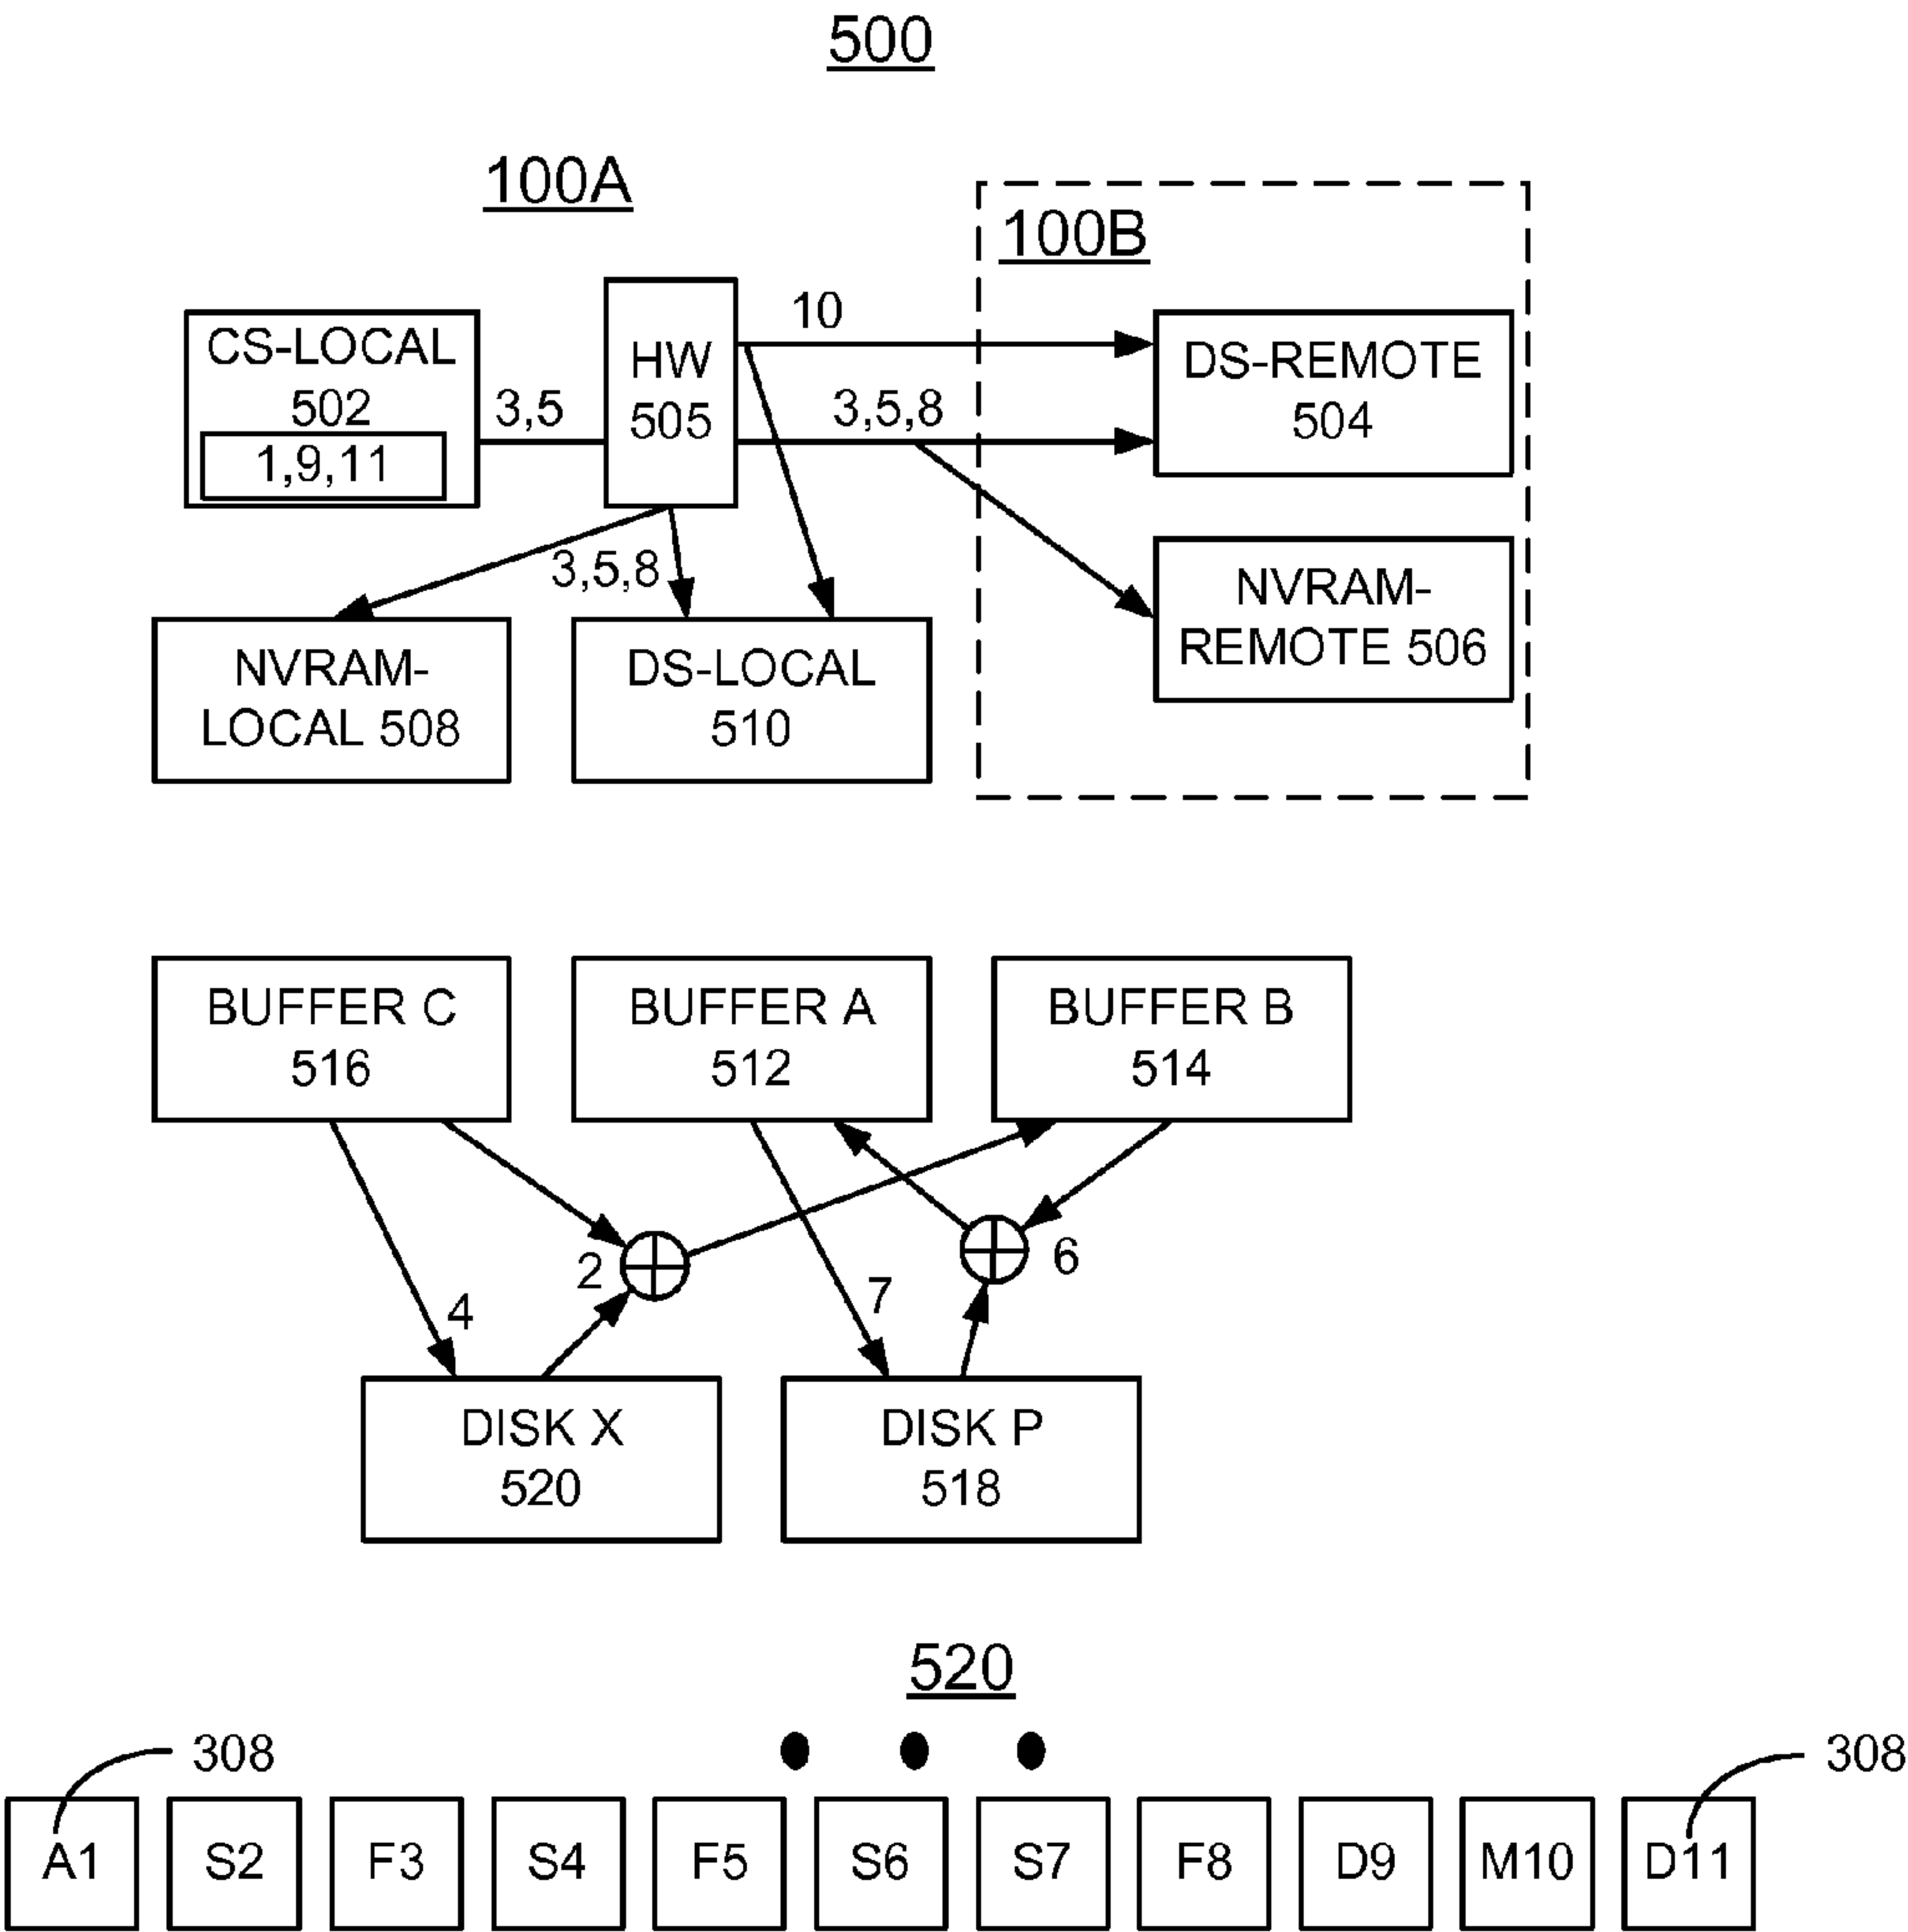 500
100A
100B
CS-LOCAL
502
1,9,11
3,5
HW
505
10
3,5,8
DS-REMOTE
504
3,5,8
NVRAM-
REMOTE 506
NVRAM-
LOCAL 508
DS-LOCAL
510
BUFFER C
516
BUFFER A
512
BUFFER B
514
2
6
4
7
DISK X
520
DISK P
518
520
308
308
A1
S2
F3
S4
F5
S6
S7
F8
D9
M10
D11